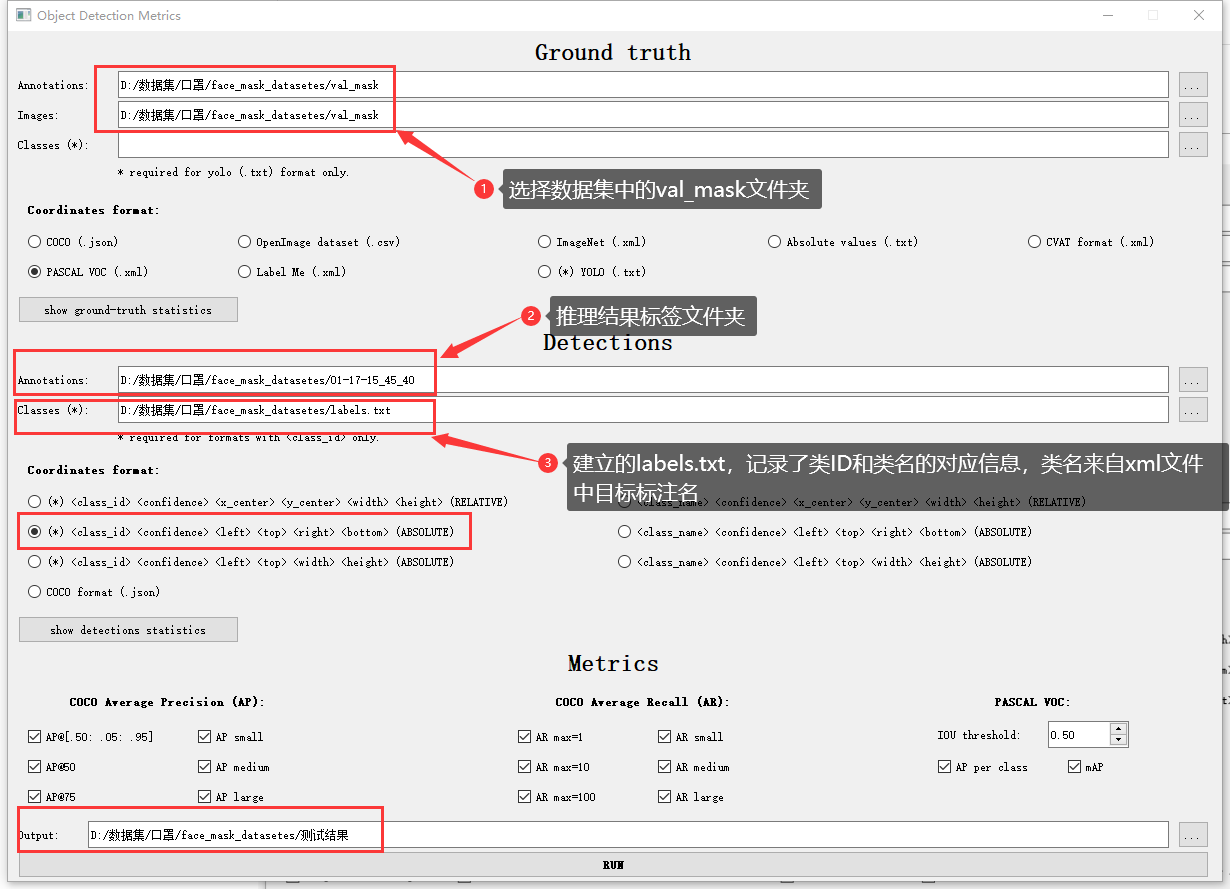 Object Detection Metrics
Ground truth
Annotations: D:/数据集/口罩/face_mask_datasetes/val_mask ...
Images: D:/数据集/口罩/face_mask_datasetes/val_mask ...
Classes (*): ...
* required for yolo (.txt) format only.
1 选择数据集中的val_mask文件夹
Coordinates format:
COCO (.json) OpenImage dataset (.csv) ImageNet (.xml) Absolute values (.txt) CVAT format (.xml)
PASCAL VOC (.xml) Label Me (.xml) (*) YOLO (.txt)
show ground-truth statistics
2 推理结果标签文件夹
Detections
Annotations: D:/数据集/口罩/face_mask_datasetes/01-17-15_45_40 ...
Classes (*): D:/数据集/口罩/face_mask_datasetes/labels.txt ...
* required for formats with <class_id> only.
3 建立的labels.txt，记录了类ID和类名的对应信息，类名来自xml文件
中目标标注名
Coordinates format:
(*) <class_id> <confidence> <x_center> <y_center> <width> <height> (RELATIVE) <class_name> <confidence> <x_center> <y_center> <width> <height> (RELATIVE)
(*) <class_id> <confidence> <left> <top> <right> <bottom> (ABSOLUTE) <class_name> <confidence> <left> <top> <right> <bottom> (ABSOLUTE)
(*) <class_id> <confidence> <left> <top> <width> <height> (ABSOLUTE) <class_name> <confidence> <left> <top> <width> <height> (ABSOLUTE)
COCO format (.json)
show detections statistics
Metrics
COCO Average Precision (AP): COCO Average Recall (AR): PASCAL VOC:
AP@[.50: .05: .95] AP small AR max=1 AR small IOU threshold: 0.50
AP@50 AP medium AR max=10 AR medium AP per class mAP
AP@75 AP large AR max=100 AR large
Output: D:/数据集/口罩/face_mask_datasetes/测试结果 ...
RUN